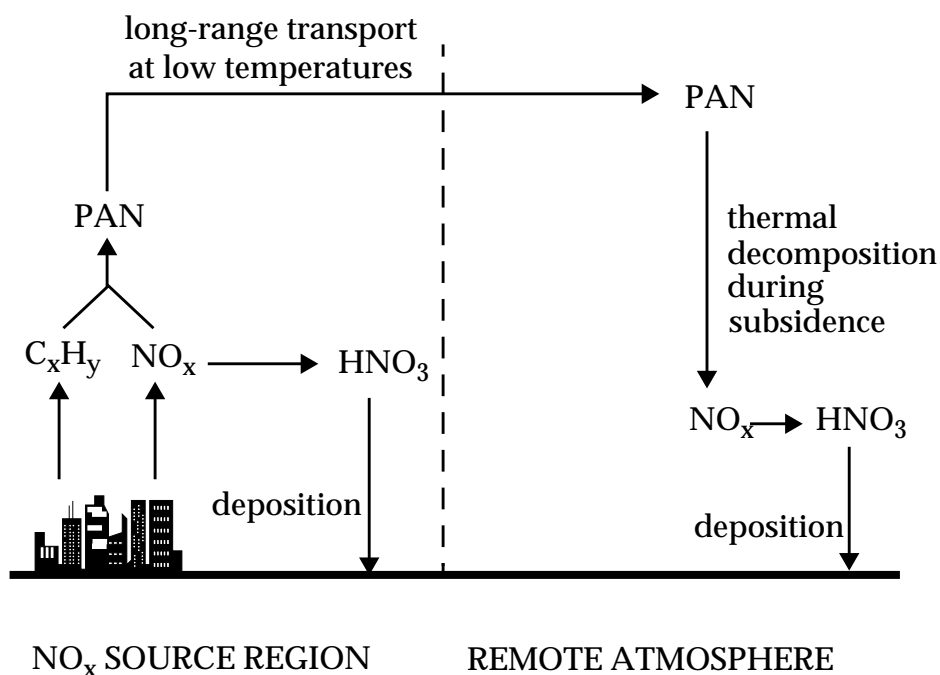 long-range transport
at low temperatures
PAN
PAN
thermal
decomposition
during
subsidence
CₓHᵧ
NOₓ
HNO₃
NOₓ
HNO₃
deposition
deposition
NOₓ SOURCE REGION
REMOTE ATMOSPHERE